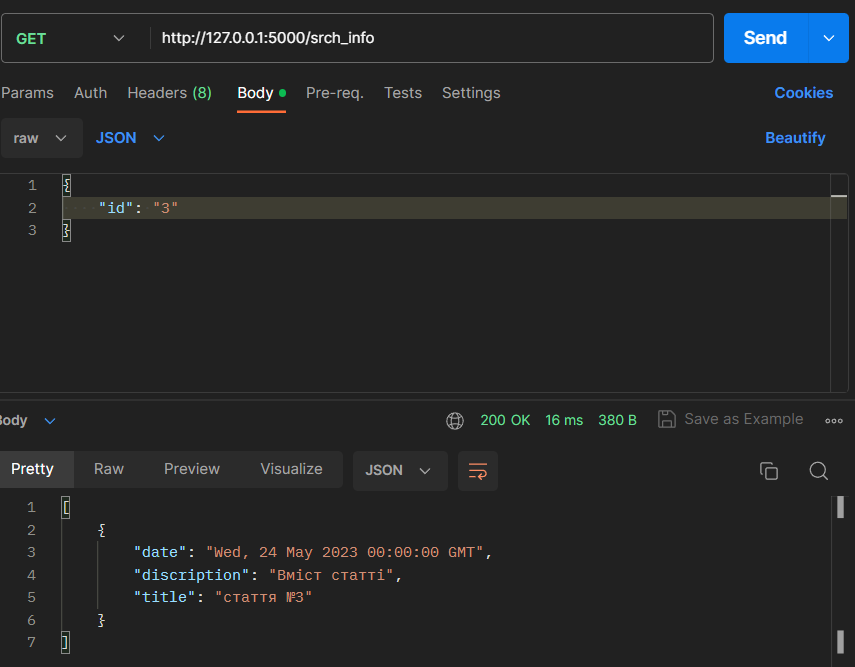 GET http://127.0.0.1:5000/srch_info Send
Params Auth Headers (8) Body Pre-req. Tests Settings Cookies
raw JSON Beautify
1 {
2 "id": "3"
3 }
ody 200 OK 16 ms 380 B Save as Example
Pretty Raw Preview Visualize JSON
1 [
2 {
3 "date": "Wed, 24 May 2023 00:00:00 GMT",
4 "discription": "Вміст статті",
5 "title": "стаття №3"
6 }
7 ]